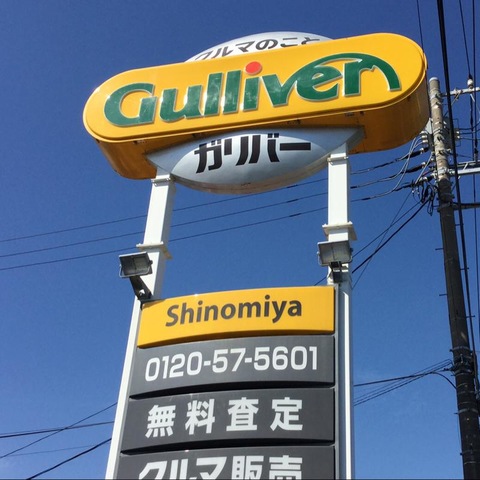 クルマのこと
Gulliver
ガリバー
Shinomiya
0120-57-5601
無料査定
クルマ販売